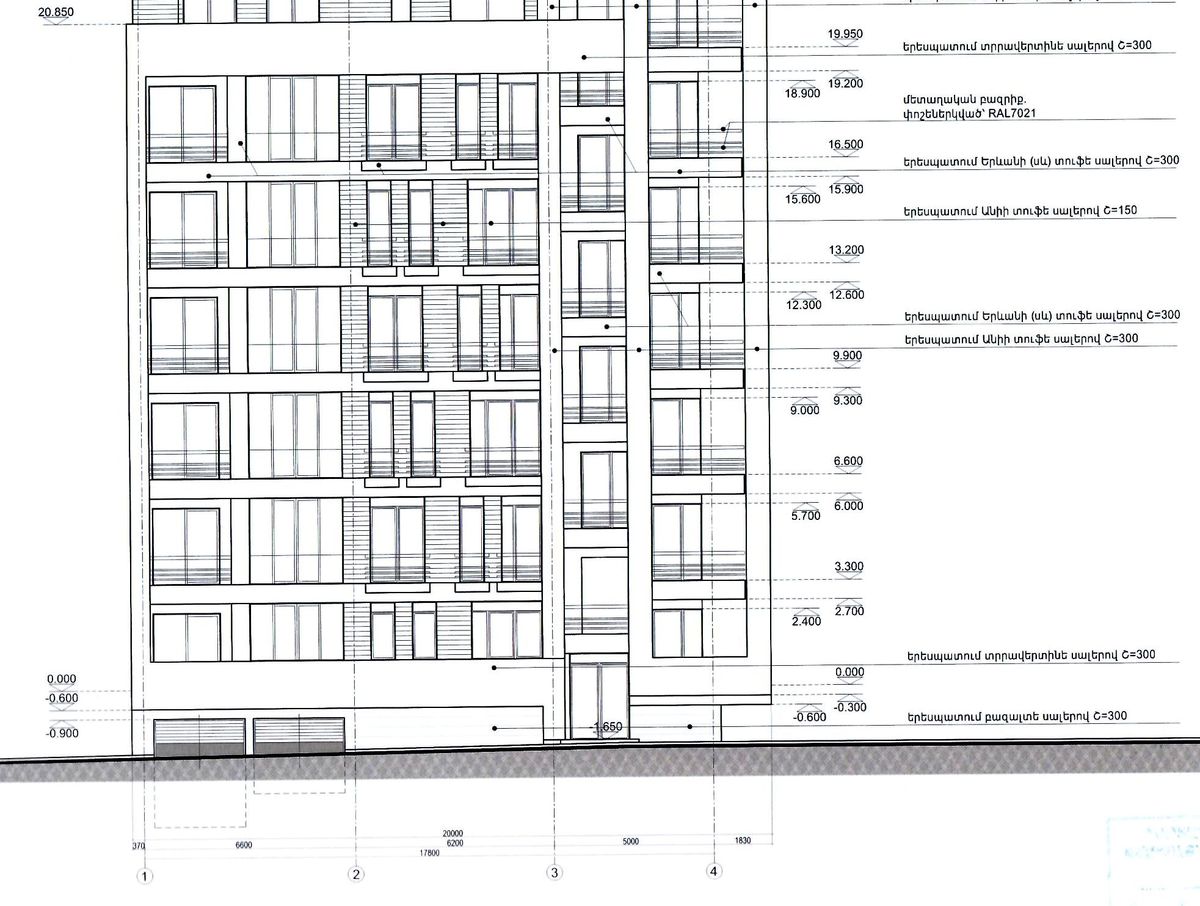 20.850
19.950
երեսպատում տրրավերտինե սալերով Շ=300
19.200
18.900
մետաղական բազրիք.
փոշեներկված՝ RAL7021
16.500
երեսպատում Երևանի (սև) տուֆե սալերով Շ=300
15.900
15.600
երեսպատում Անիի տուֆե սալերով Շ=150
13.200
12.600
12.300
երեսպատում Երևանի (սև) տուֆե սալերով Շ=300
երեսպատում Անիի տուֆե սալերով Շ=300
9.900
9.300
9.000
6.600
6.000
5.700
3.300
2.700
2.400
երեսպատում տրրավերտինե սալերով Շ=300
0.000
0.000
-0.600
-0.300
-0.600
երեսպատում բազալտե սալերով Շ=300
-1.650
-0.900
20000
370 6600 6200 5000 1830
17800
1 2 3 4